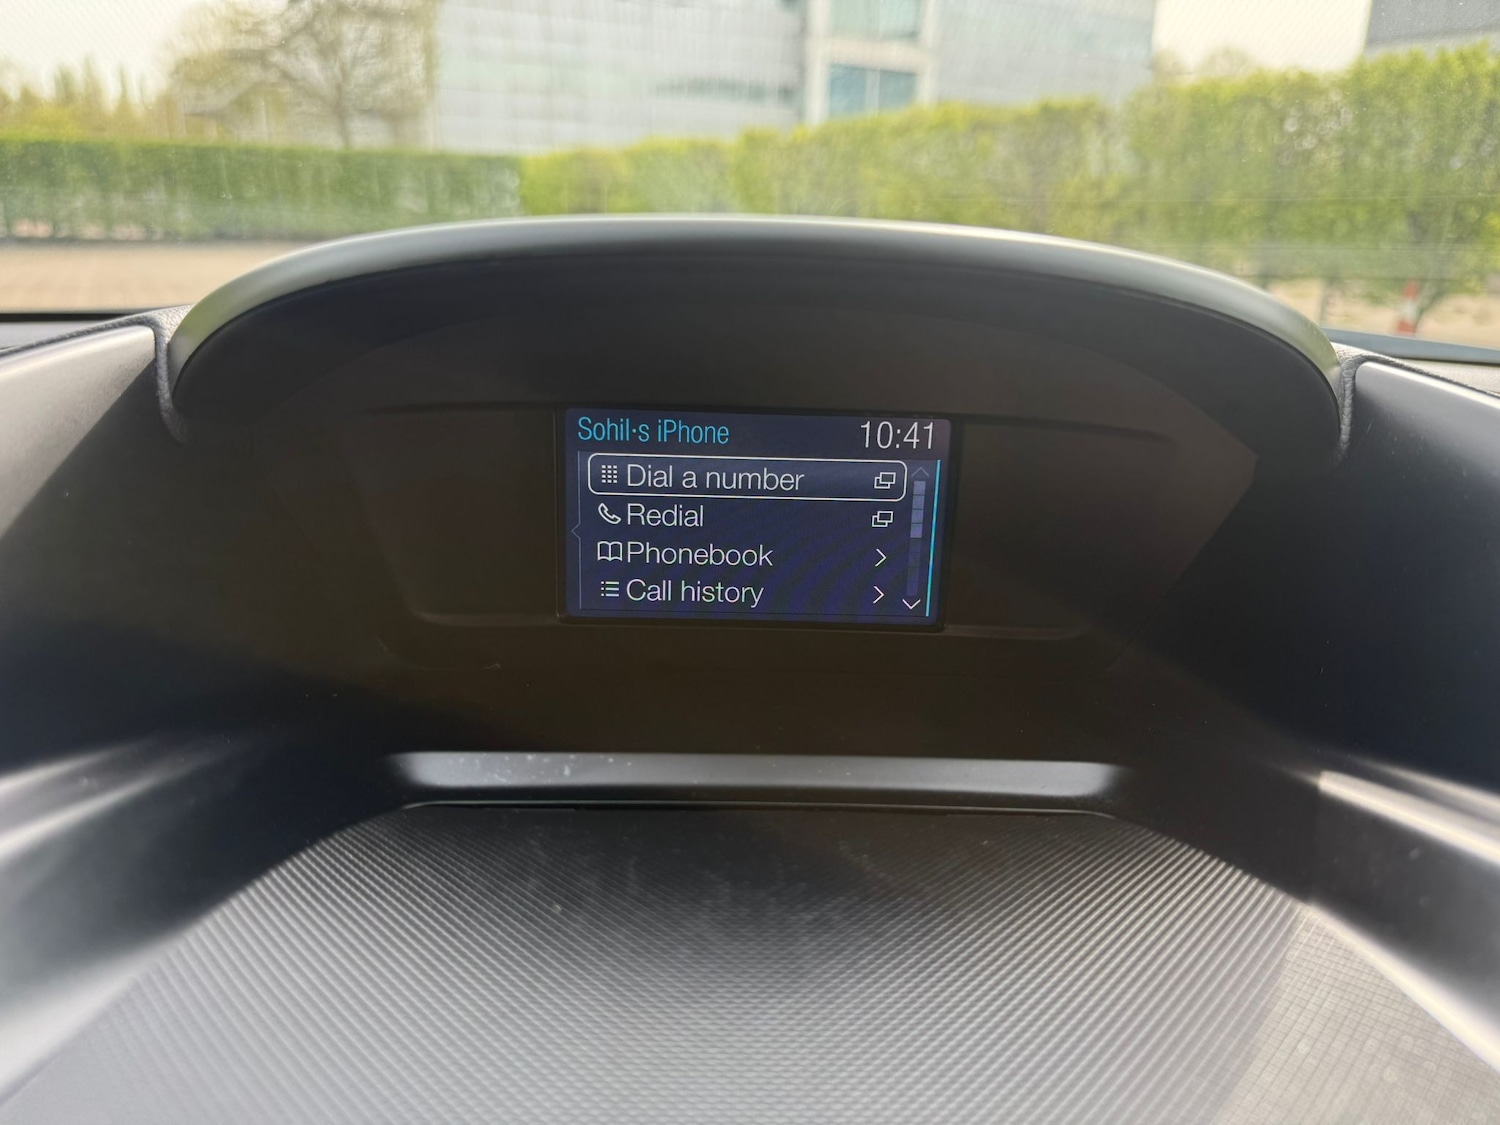 Sohil·s iPhone 10:41
Dial a number
Redial
Phonebook
Call history